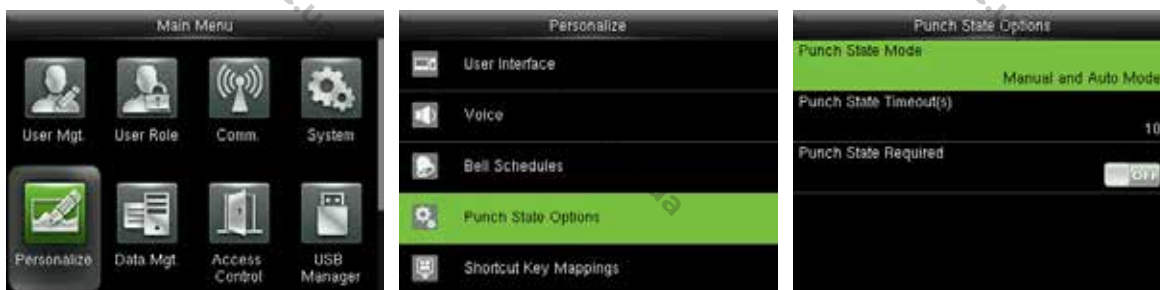 Main Menu
User Mgt.
User Role
Comm.
System
Personalize
Data Mgt.
Access Control
USB Manager
Personalize
User Interface
Voice
Bell Schedules
Punch State Options
Shortcut Key Mappings
Punch State Options
Punch State Mode
Manual and Auto Mode
Punch State Timeout(s)
10
Punch State Required
OFF